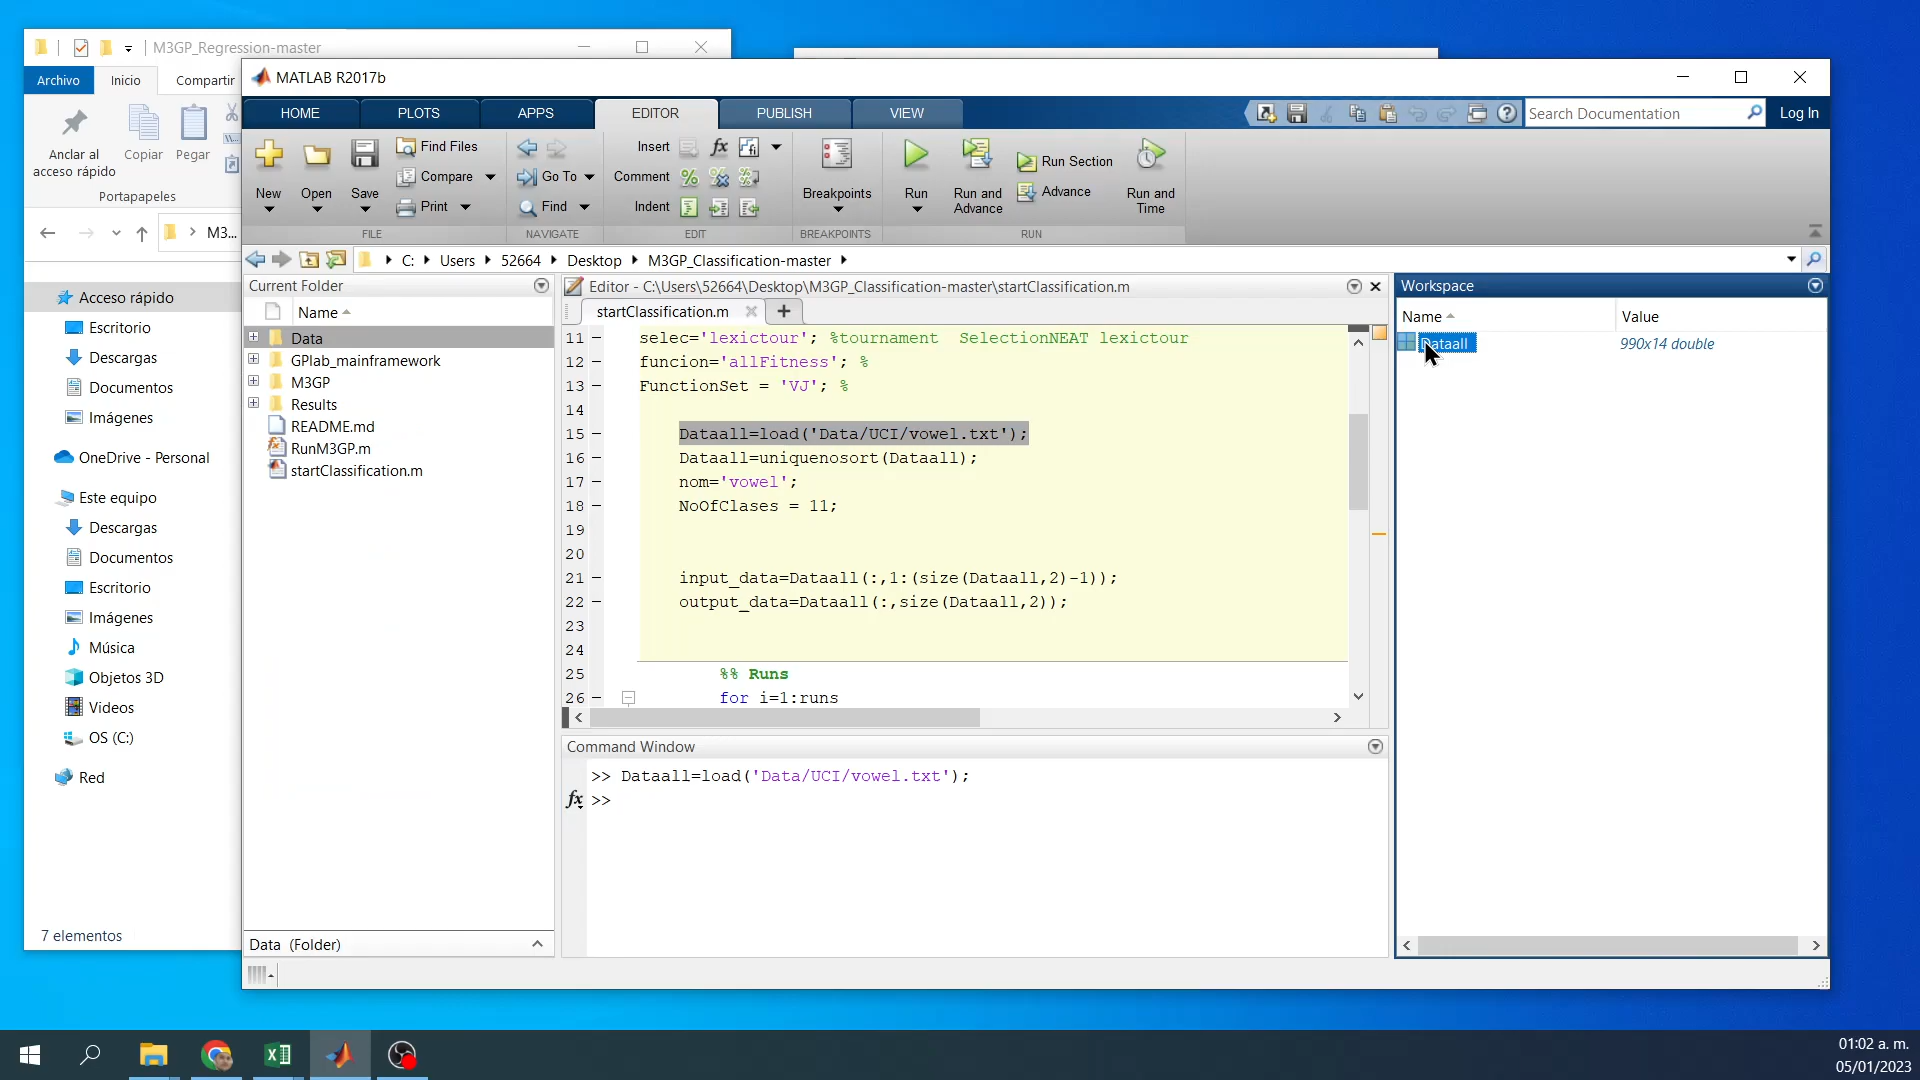 M3GP_Regression-master
Archivo Inicio Compartir
Anclar al acceso rápido
Copiar
Pegar
Portapapeles
M3...
Acceso rápido
Escritorio
Descargas
Documentos
Imágenes
OneDrive - Personal
Este equipo
Descargas
Documentos
Escritorio
Imágenes
Música
Objetos 3D
Videos
OS (C:)
Red
7 elementos
MATLAB R2017b
HOME PLOTS APPS EDITOR PUBLISH VIEW
Search Documentation
Log In
New
Open
Save
Find Files
Compare
Print
FILE
Go To
Find
NAVIGATE
Insert
Comment
Indent
EDIT
Breakpoints
BREAKPOINTS
Run
Run and Advance
Run Section
Advance
Run and Time
RUN
C: Users 52664 Desktop M3GP_Classification-master
Current Folder
Name
Data
GPlab_mainframework
M3GP
Results
README.md
RunM3GP.m
startClassification.m
Data (Folder)
Editor - C:\Users\52664\Desktop\M3GP_Classification-master\startClassification.m
startClassification.m
11 selec='lexictour'; %tournament  SelectionNEAT lexictour
12 funcion='allFitness'; %
13 FunctionSet = 'VJ'; %
14
15 Dataall=load('Data/UCI/vowel.txt');
16 Dataall=uniquenosort(Dataall);
17 nom='vowel';
18 NoOfClases = 11;
19
20
21 input_data=Dataall(:,1:(size(Dataall,2)-1));
22 output_data=Dataall(:,size(Dataall,2));
23
24
25 %% Runs
26 for i=1:runs
Command Window
>> Dataall=load('Data/UCI/vowel.txt');
fx >>
Workspace
Name Value
Dataall 990x14 double
01:02 a. m.
05/01/2023